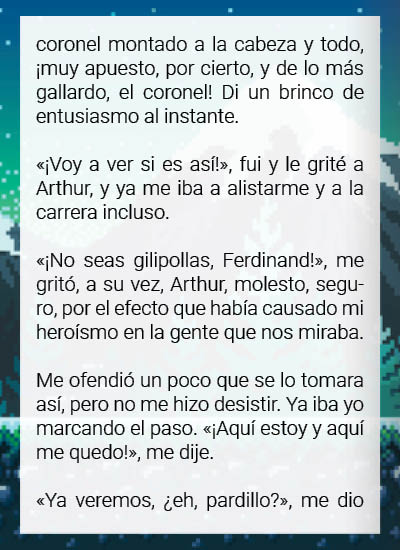 coronel montado a la cabeza y todo,
¡muy apuesto, por cierto, y de lo más
gallardo, el coronel! Di un brinco de
entusiasmo al instante.
«¡Voy a ver si es así!», fui y le grité a
Arthur, y ya me iba a alistarme y a la
carrera incluso.
«¡No seas gilipollas, Ferdinand!», me
gritó, a su vez, Arthur, molesto, segu-
ro, por el efecto que había causado mi
heroísmo en la gente que nos miraba.
Me ofendió un poco que se lo tomara
así, pero no me hizo desistir. Ya iba yo
marcando el paso. «¡Aquí estoy y aquí
me quedo!», me dije.
«Ya veremos, ¿eh, pardillo?», me dio